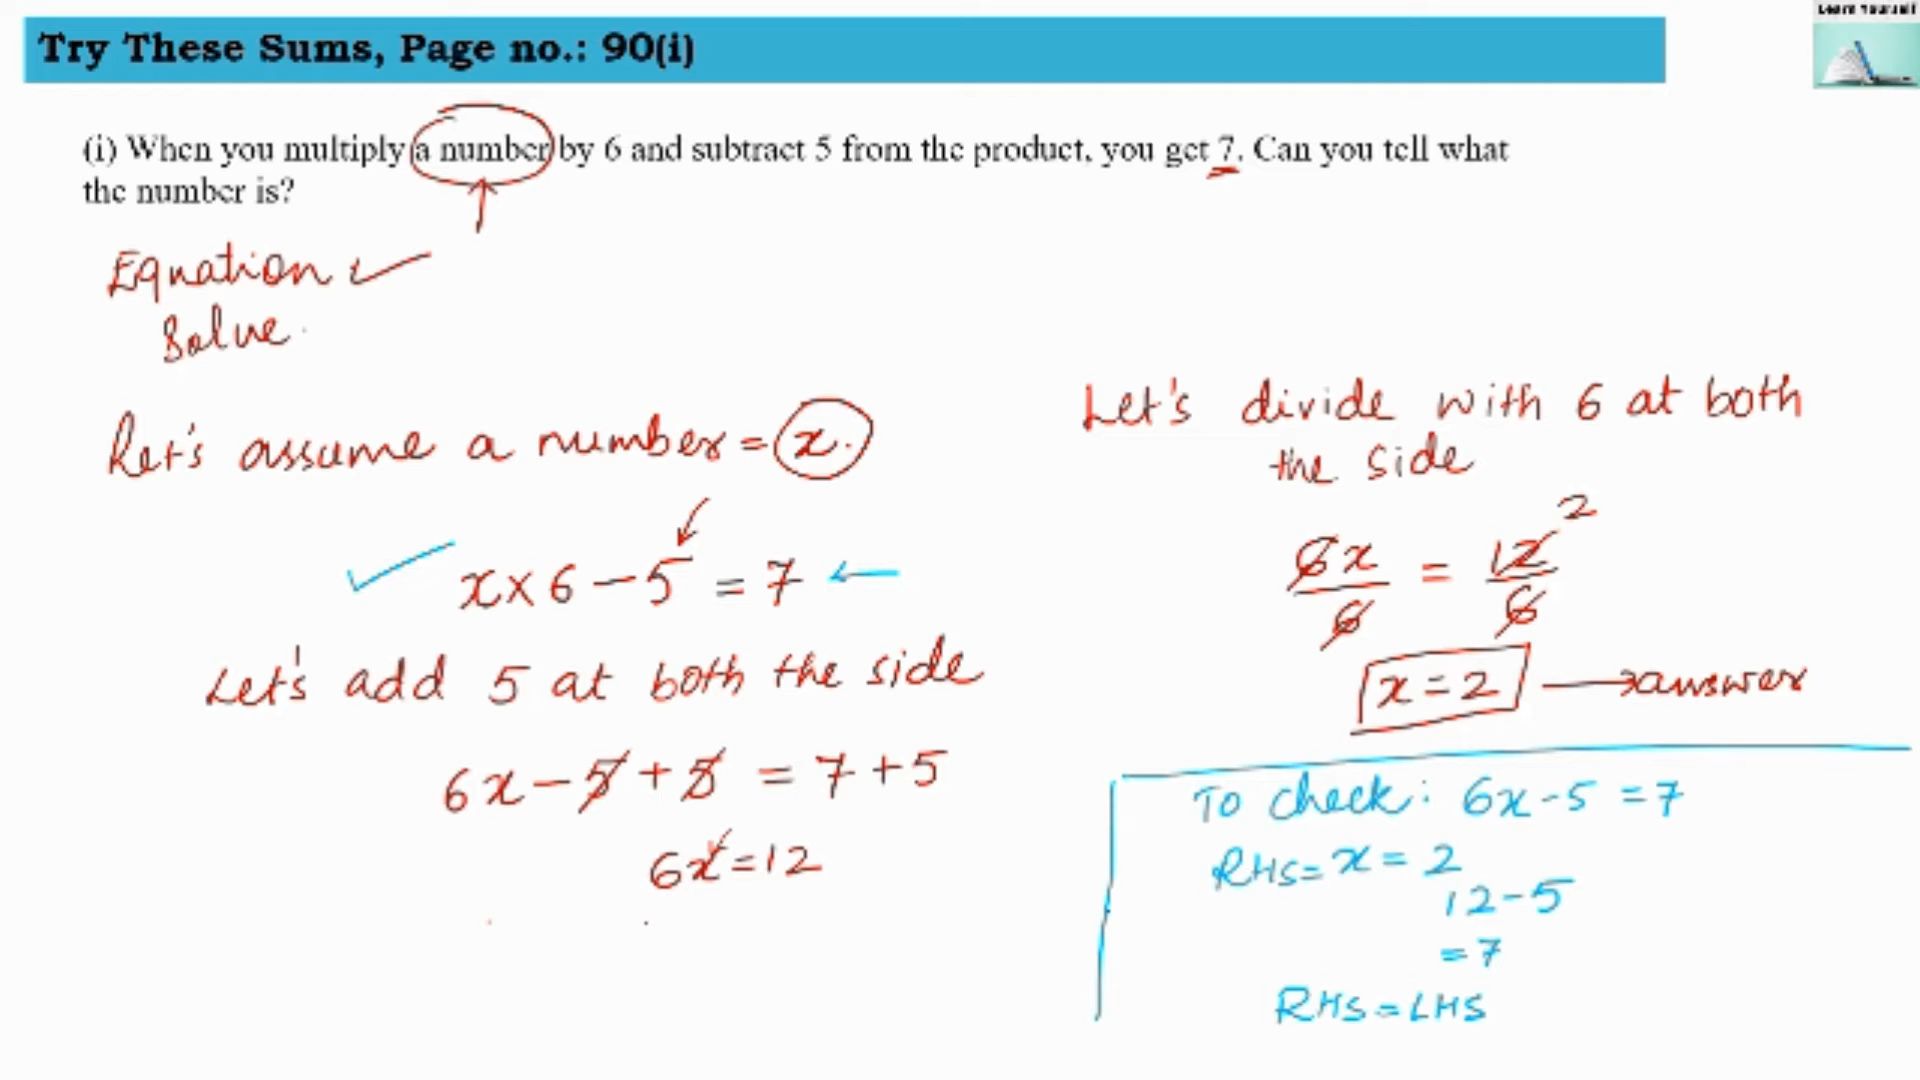 Learn Yourself
Try These Sums, Page no.: 90(i)
(i) When you multiply a number by 6 and subtract 5 from the product, you get 7. Can you tell what
the number is?
Equation ✓
Solve.
Let's assume a number = x.
✓ x × 6 − 5 = 7 ←
Let's add 5 at both the side
6x − 5 + 5 = 7 + 5
6x = 12
Let's divide with 6 at both
the side
6x/6 = 12/6 2
x = 2 → answer
To check: 6x - 5 = 7
RHS = x = 2
12 - 5
= 7
RHS = LHS